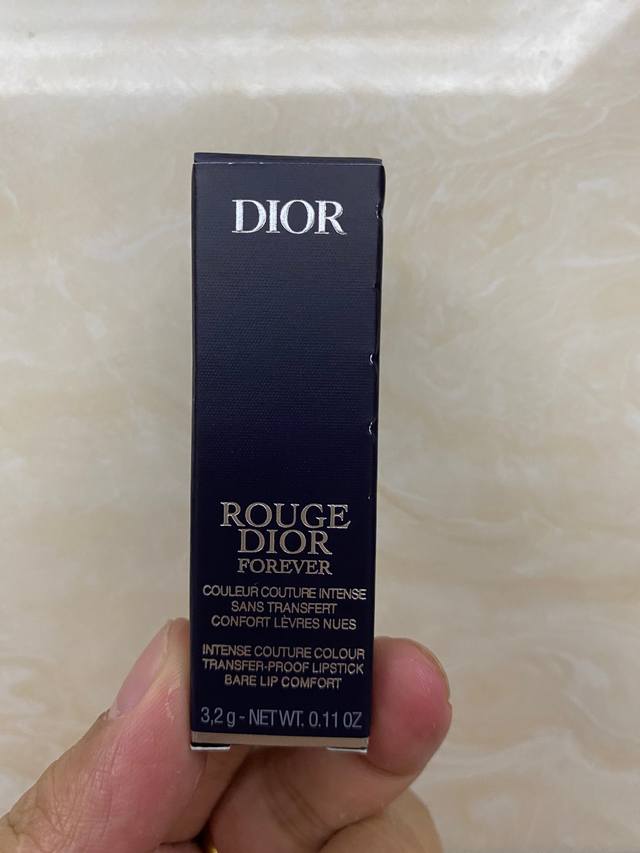 DIOR
ROUGE
DIOR
FOREVER
COULEUR COUTURE INTENSE
SANS TRANSFERT
CONFORT LÈVRES NUES
INTENSE COUTURE COLOUR
TRANSFER-PROOF LIPSTICK
BARE LIP COMFORT
3,2 g - NET WT. 0.11 OZ